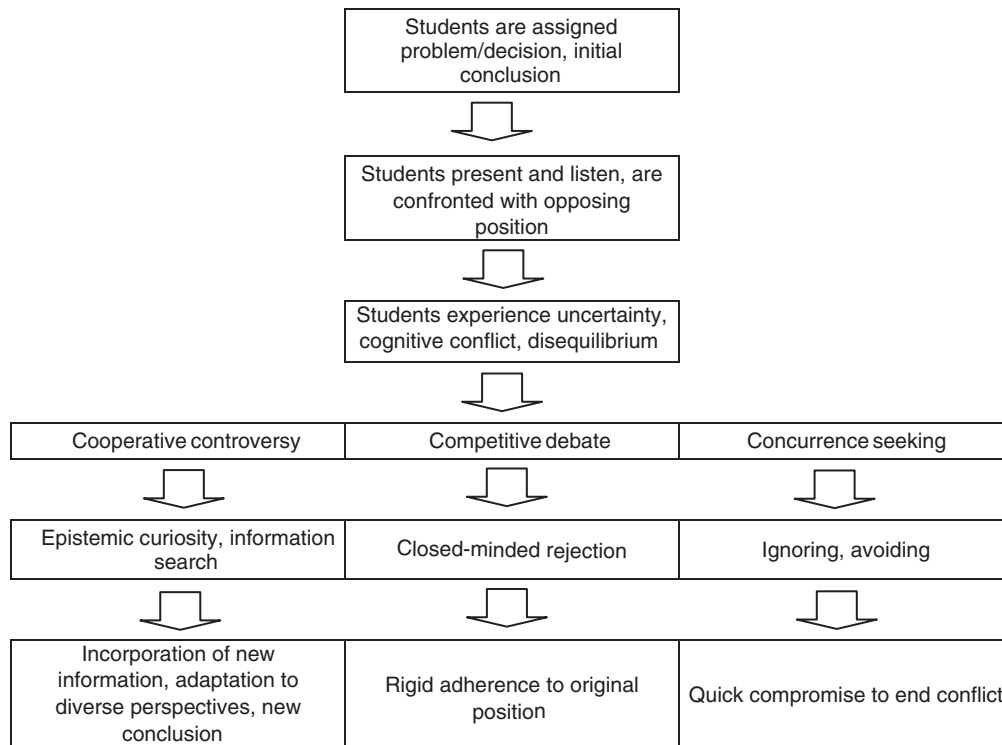 Students are assigned
problem/decision, initial
conclusion
Students present and listen, are
confronted with opposing
position
Students experience uncertainty,
cognitive conflict, disequilibrium
Cooperative controversy
Competitive debate
Concurrence seeking
Epistemic curiosity, information
search
Closed-minded rejection
Ignoring, avoiding
Incorporation of new
information, adaptation to
diverse perspectives, new
conclusion
Rigid adherence to original
position
Quick compromise to end conflict